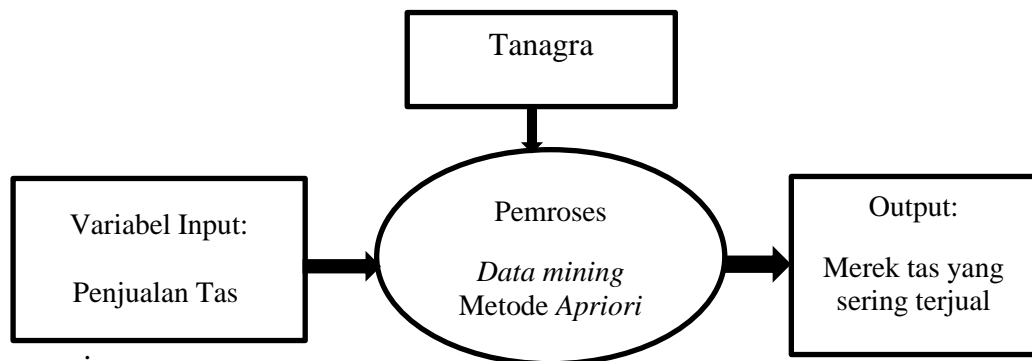 Tanagra
Variabel Input:
Penjualan Tas
Pemroses
Data mining
Metode Apriori
Output:
Merek tas yang
sering terjual
.